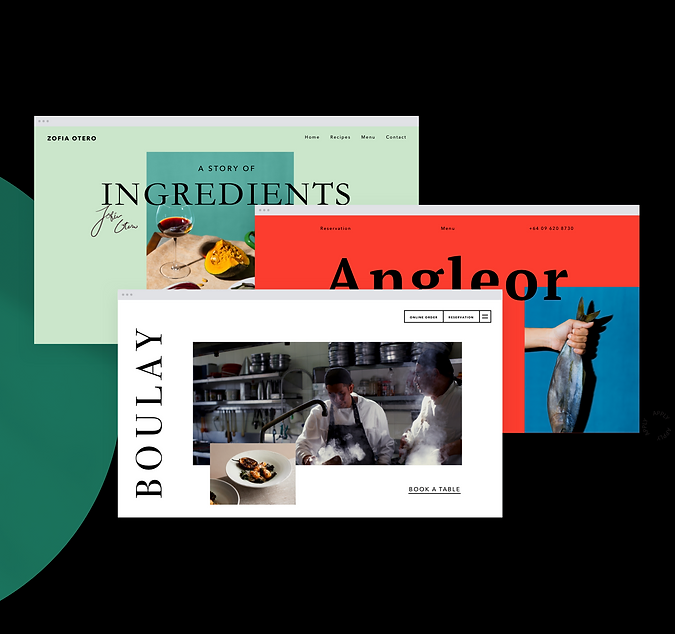 ZOFIA OTERO
Home Recipes Menu Contact
A STORY OF
INGREDIENTS
Zofia
Otero
Reservation Menu +64 09 620 8730
Angleor
ONLINE ORDER RESERVATION
BOULAY
BOOK A TABLE